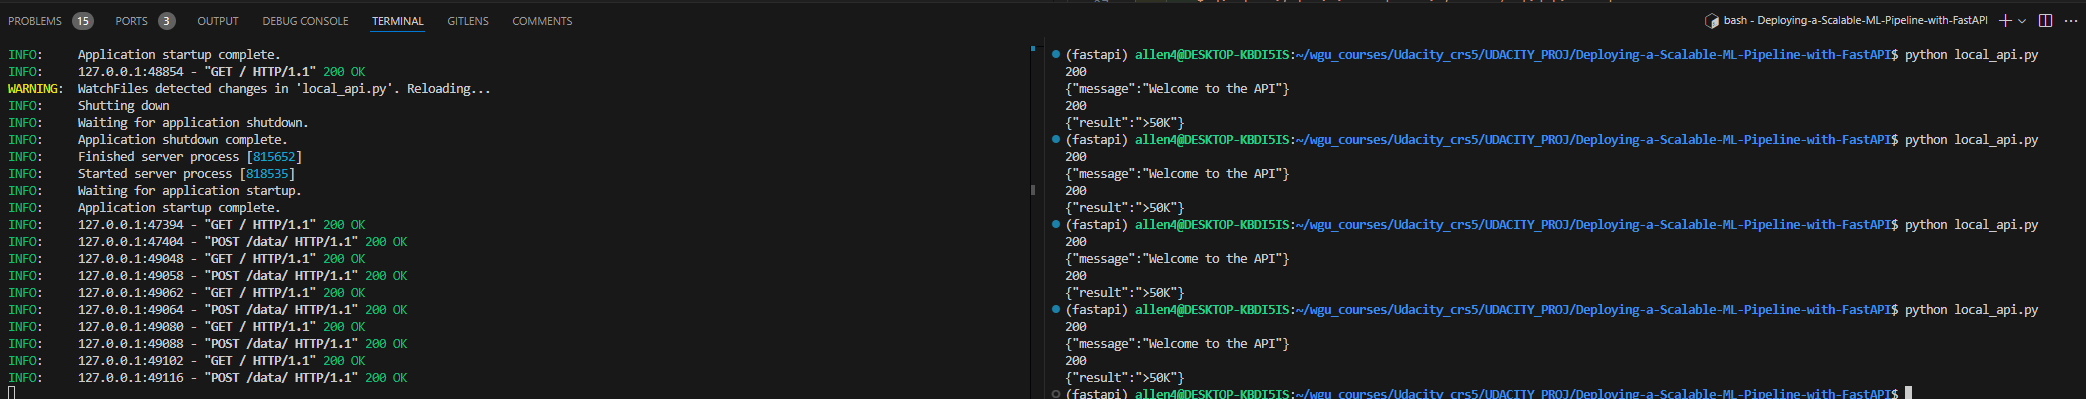 PROBLEMS 15 PORTS 3 OUTPUT DEBUG CONSOLE TERMINAL GITLENS COMMENTS
bash - Deploying-a-Scalable-ML-Pipeline-with-FastAPI
INFO: Application startup complete.
INFO: 127.0.0.1:48854 - "GET / HTTP/1.1" 200 OK
WARNING: WatchFiles detected changes in 'local_api.py'. Reloading...
INFO: Shutting down
INFO: Waiting for application shutdown.
INFO: Application shutdown complete.
INFO: Finished server process [815652]
INFO: Started server process [818535]
INFO: Waiting for application startup.
INFO: Application startup complete.
INFO: 127.0.0.1:47394 - "GET / HTTP/1.1" 200 OK
INFO: 127.0.0.1:47404 - "POST /data/ HTTP/1.1" 200 OK
INFO: 127.0.0.1:49048 - "GET / HTTP/1.1" 200 OK
INFO: 127.0.0.1:49058 - "POST /data/ HTTP/1.1" 200 OK
INFO: 127.0.0.1:49062 - "GET / HTTP/1.1" 200 OK
INFO: 127.0.0.1:49064 - "POST /data/ HTTP/1.1" 200 OK
INFO: 127.0.0.1:49080 - "GET / HTTP/1.1" 200 OK
INFO: 127.0.0.1:49088 - "POST /data/ HTTP/1.1" 200 OK
INFO: 127.0.0.1:49102 - "GET / HTTP/1.1" 200 OK
INFO: 127.0.0.1:49116 - "POST /data/ HTTP/1.1" 200 OK
(fastapi) allen4@DESKTOP-KBDI5IS:~/wgu_courses/Udacity_crs5/UDACITY_PROJ/Deploying-a-Scalable-ML-Pipeline-with-FastAPI$ python local_api.py
200
{"message":"Welcome to the API"}
200
{"result":">50K"}
(fastapi) allen4@DESKTOP-KBDI5IS:~/wgu_courses/Udacity_crs5/UDACITY_PROJ/Deploying-a-Scalable-ML-Pipeline-with-FastAPI$ python local_api.py
200
{"message":"Welcome to the API"}
200
{"result":">50K"}
(fastapi) allen4@DESKTOP-KBDI5IS:~/wgu_courses/Udacity_crs5/UDACITY_PROJ/Deploying-a-Scalable-ML-Pipeline-with-FastAPI$ python local_api.py
200
{"message":"Welcome to the API"}
200
{"result":">50K"}
(fastapi) allen4@DESKTOP-KBDI5IS:~/wgu_courses/Udacity_crs5/UDACITY_PROJ/Deploying-a-Scalable-ML-Pipeline-with-FastAPI$ python local_api.py
200
{"message":"Welcome to the API"}
200
{"result":">50K"}
(fastapi) allen4@DESKTOP-KBDI5IS:~/wgu_courses/Udacity_crs5/UDACITY_PROJ/Deploying-a-Scalable-ML-Pipeline-with-FastAPI$